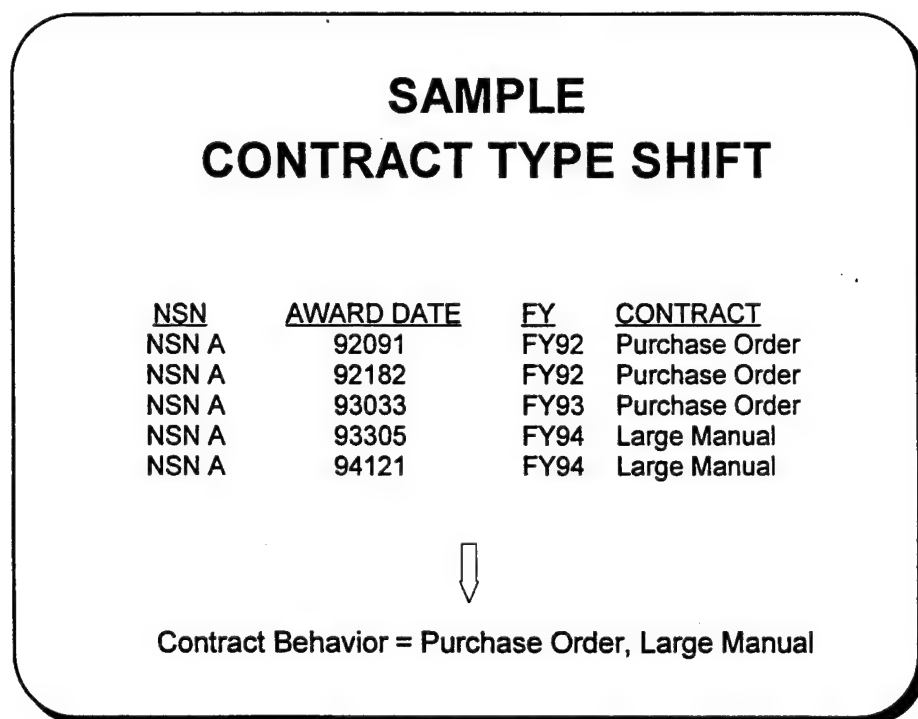 SAMPLE
CONTRACT TYPE SHIFT
NSN AWARD DATE FY CONTRACT
NSN A 92091 FY92 Purchase Order
NSN A 92182 FY92 Purchase Order
NSN A 93033 FY93 Purchase Order
NSN A 93305 FY94 Large Manual
NSN A 94121 FY94 Large Manual
Contract Behavior = Purchase Order, Large Manual